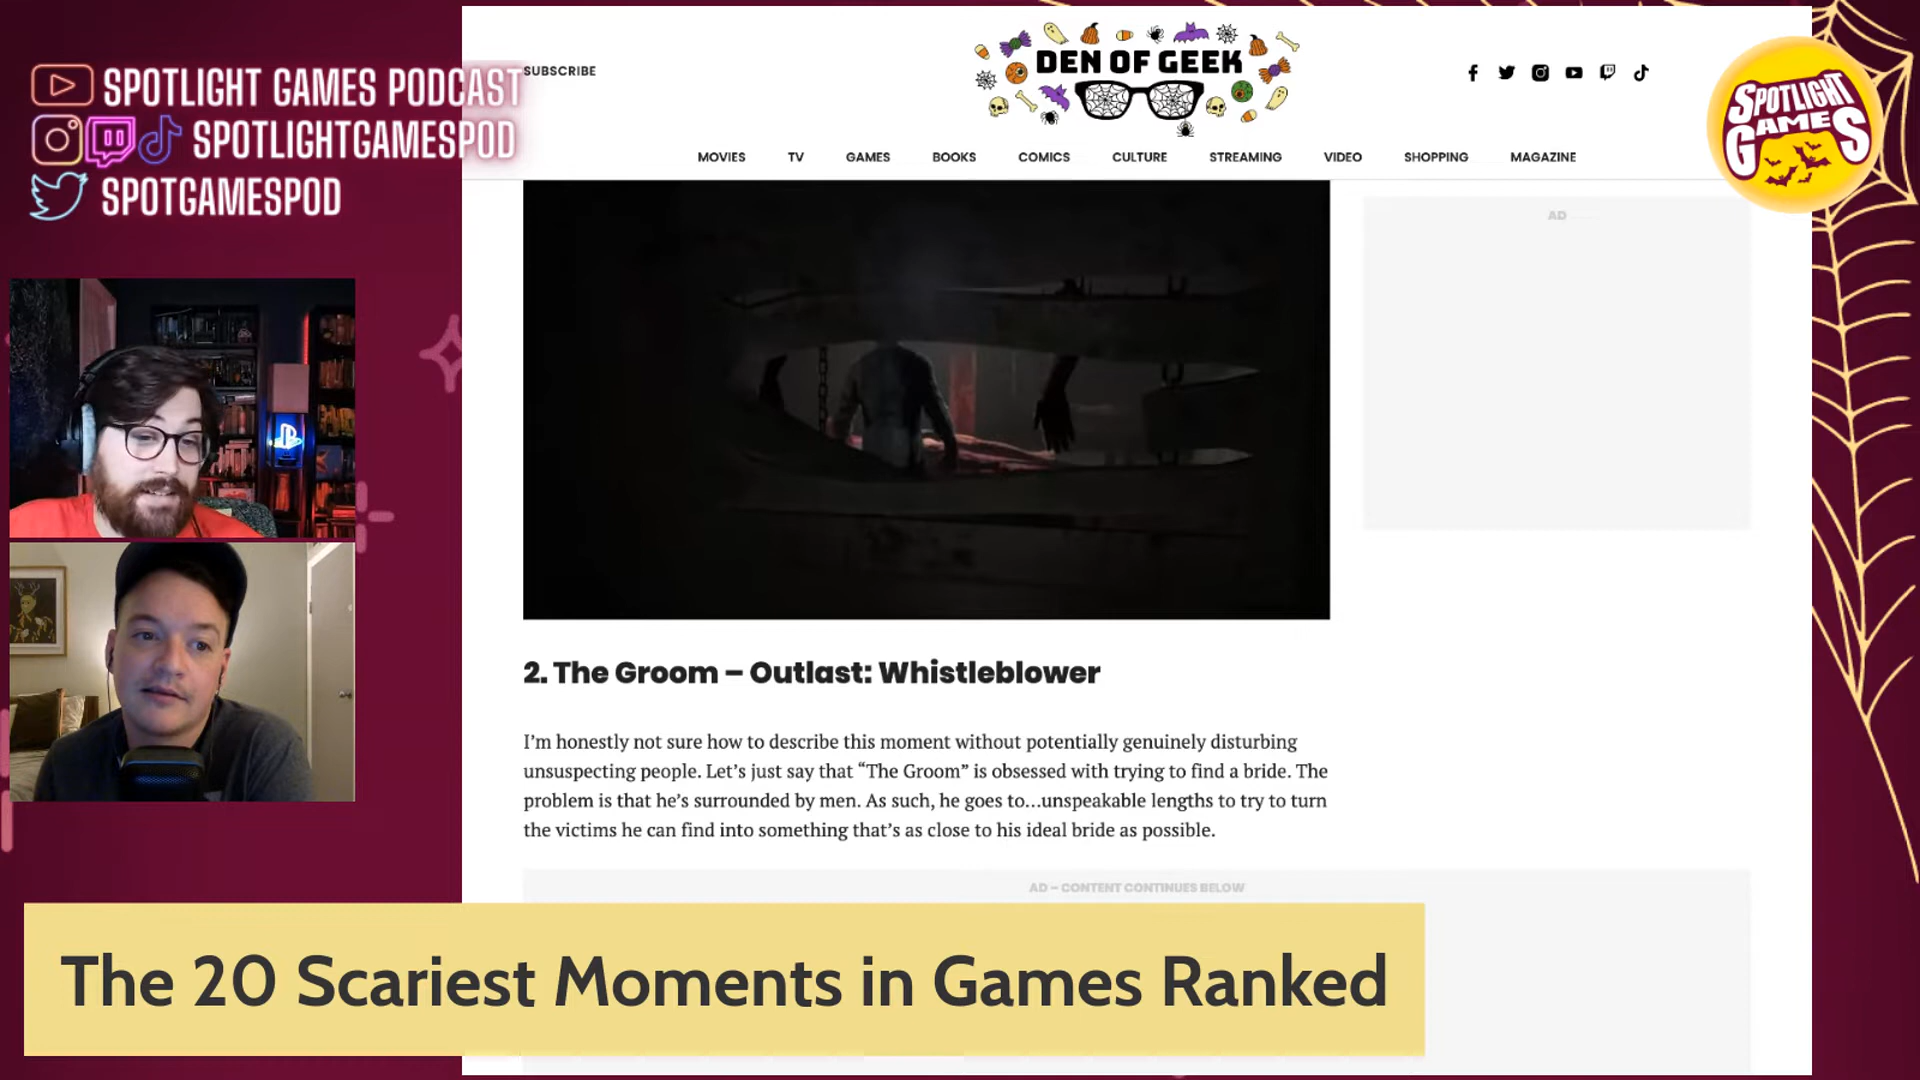 SPOTLIGHT GAMES PODCAST
SPOTLIGHTGAMESPOD
SPOTGAMESPOD
SUBSCRIBE
DEN OF GEEK
SPOTLIGHT
GAMES
MOVIES TV GAMES BOOKS COMICS CULTURE STREAMING VIDEO SHOPPING MAGAZINE
AD
2. The Groom – Outlast: Whistleblower
I'm honestly not sure how to describe this moment without potentially genuinely disturbing
unsuspecting people. Let's just say that “The Groom” is obsessed with trying to find a bride. The
problem is that he's surrounded by men. As such, he goes to…unspeakable lengths to try to turn
the victims he can find into something that's as close to his ideal bride as possible.
AD – CONTENT CONTINUES BELOW
The 20 Scariest Moments in Games Ranked